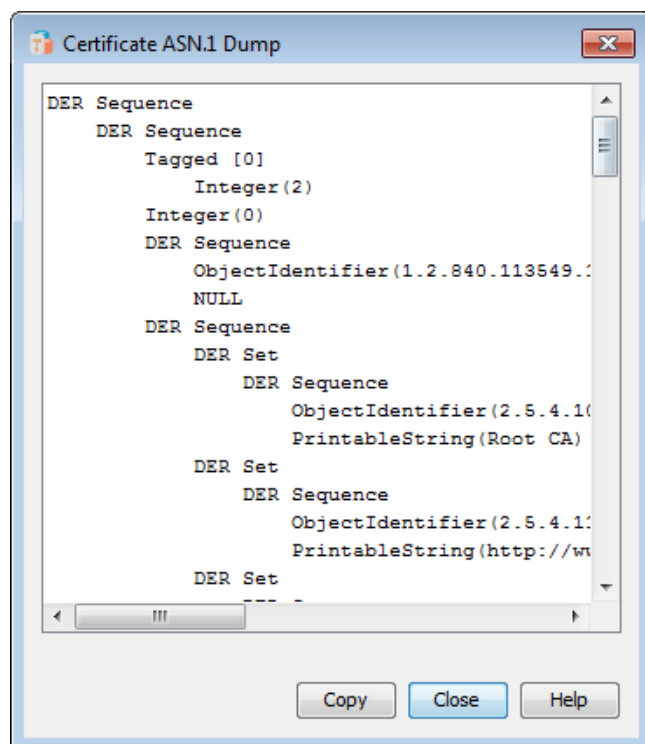 Certificate ASN.1 Dump
DER Sequence
DER Sequence
Tagged [0]
Integer(2)
Integer(0)
DER Sequence
ObjectIdentifier(1.2.840.113549.
NULL
DER Sequence
DER Set
DER Sequence
ObjectIdentifier(2.5.4.10
PrintableString(Root CA)
DER Set
DER Sequence
ObjectIdentifier(2.5.4.1
PrintableString(http://w
DER Set
Copy Close Help